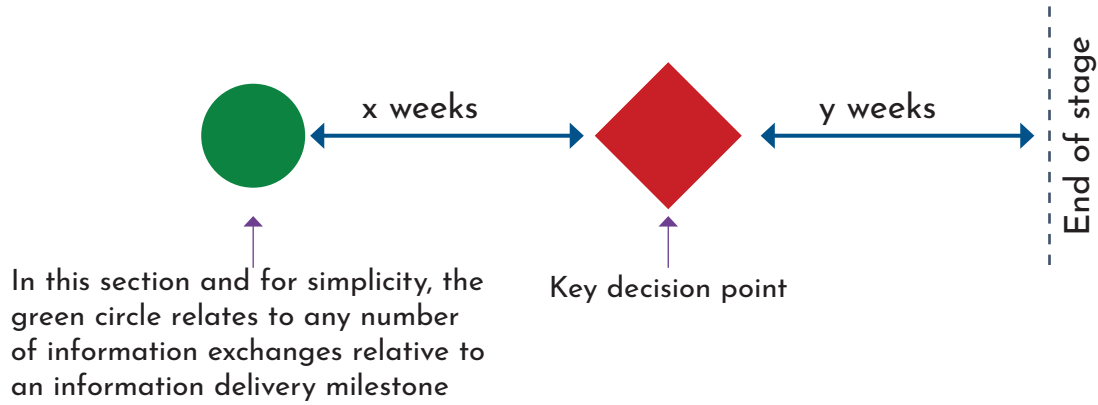 x weeks
y weeks
End of stage
In this section and for simplicity, the
green circle relates to any number
of information exchanges relative to
an information delivery milestone
Key decision point